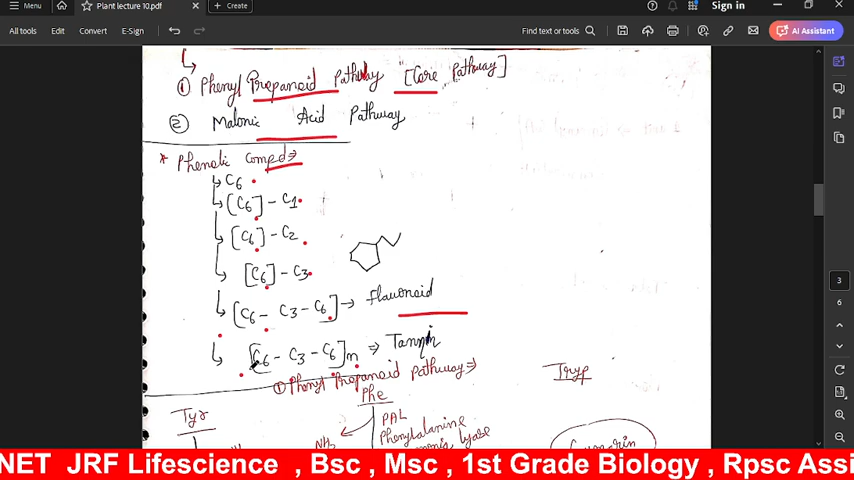 Menu
Plant lecture 10.pdf
+ Create
Sign in
All tools Edit Convert E-Sign
Find text or tools
AI Assistant
① Phenyl Propanoid Pathway [Core Pathway]
② Malonic Acid Pathway
* Phenolic Compd ⇒
↳ C6
↳ [C6] - C1
↳ [C6] - C2
↳ [C6] - C3
↳ [C6 - C3 - C6] → Flavonoid
↳ [C6 - C3 - C6]n ⇒ Tannin
① Phenyl Propanoid Pathway ⇒
Tryp
Phe
Tyr
PAL
Phenylalanine
NH2
lyase
3
6
NET JRF Lifescience , Bsc , Msc , 1st Grade Biology , Rpsc Assi